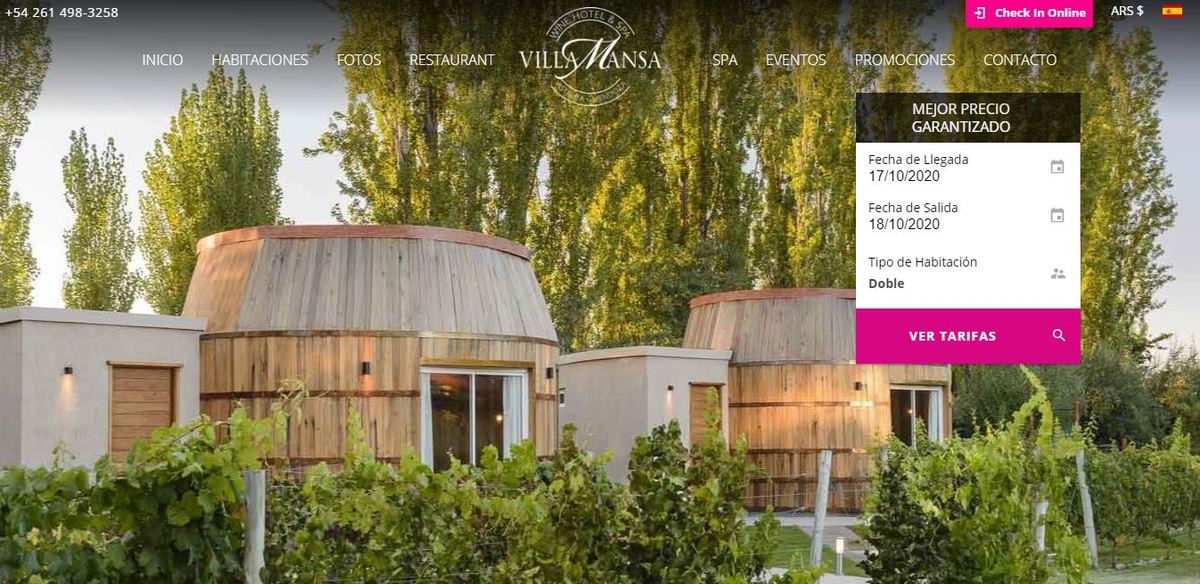 +54 261 498-3258
Check In Online
ARS $
WINE HOTEL & SPA
INICIO
HABITACIONES
FOTOS
RESTAURANT
VILLA MANSA
SPA
EVENTOS
PROMOCIONES
CONTACTO
MEJOR PRECIO
GARANTIZADO
Fecha de Llegada
17/10/2020
Fecha de Salida
18/10/2020
Tipo de Habitación
Doble
VER TARIFAS